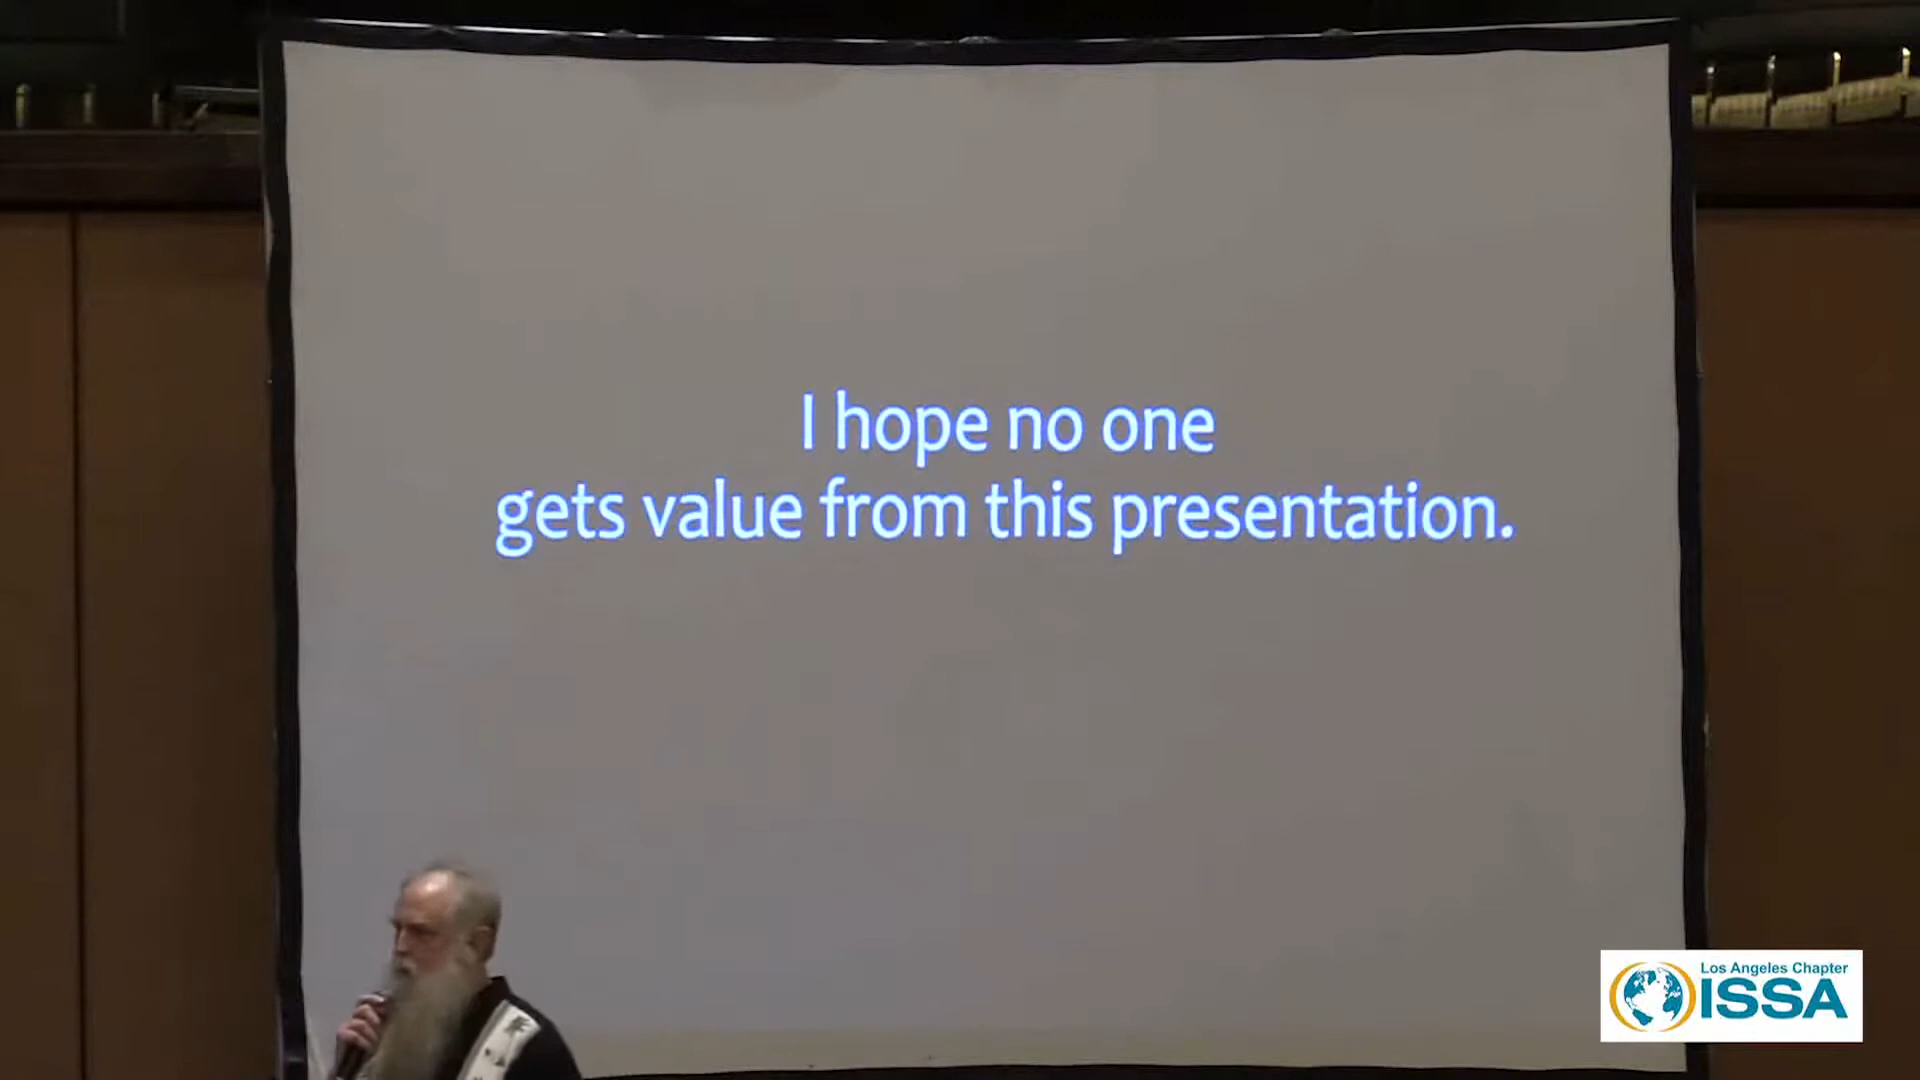 I hope no one
gets value from this presentation.
Los Angeles Chapter
ISSA